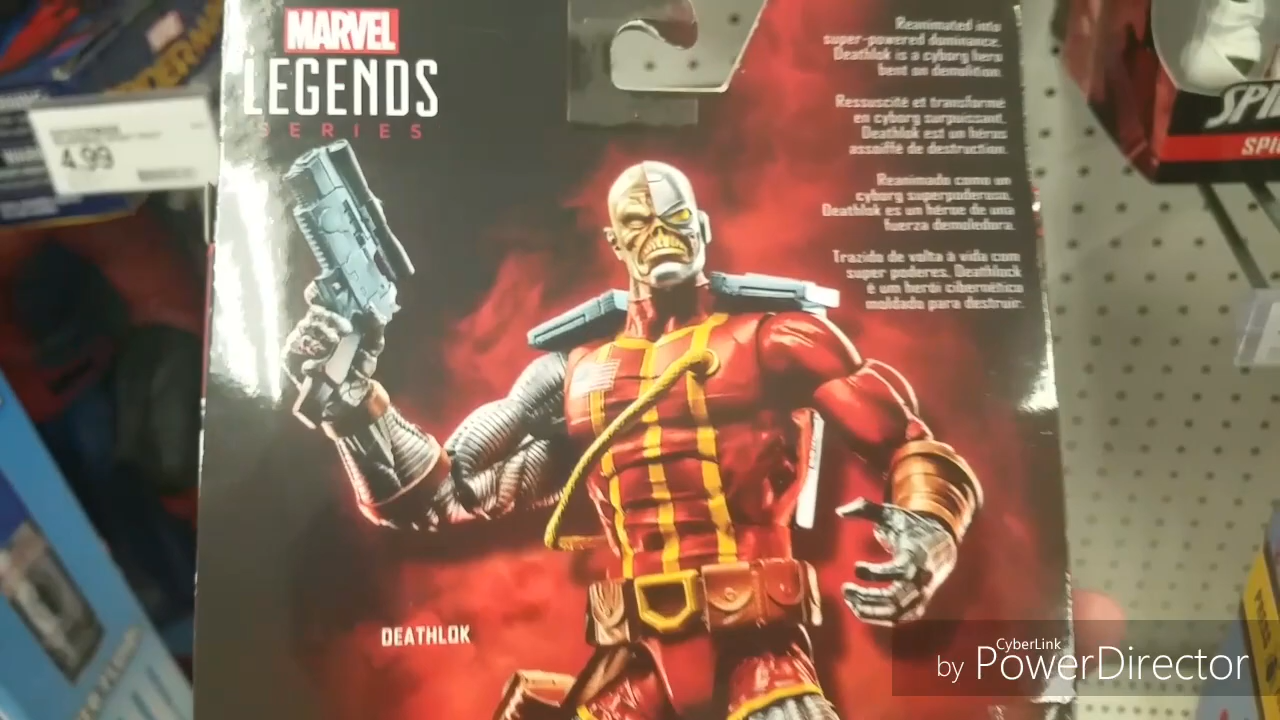 MARVEL
LEGENDS
SERIES
Reanimated into
super-powered dominance,
Deathlok is a cyborg hero
bent on demolition.
Ressuscité et transformé
en cyborg surpuissant,
Deathlok est un héros
assoiffé de destruction.
Reanimado como un
cyborg superpoderoso,
Deathlok es un héroe de una
fuerza demoledora.
Trazido de volta à vida com
super poderes, Deathlock
é um herói cibernético
moldado para destruir.
4.99
DEATHLOK
CyberLink
by PowerDirector